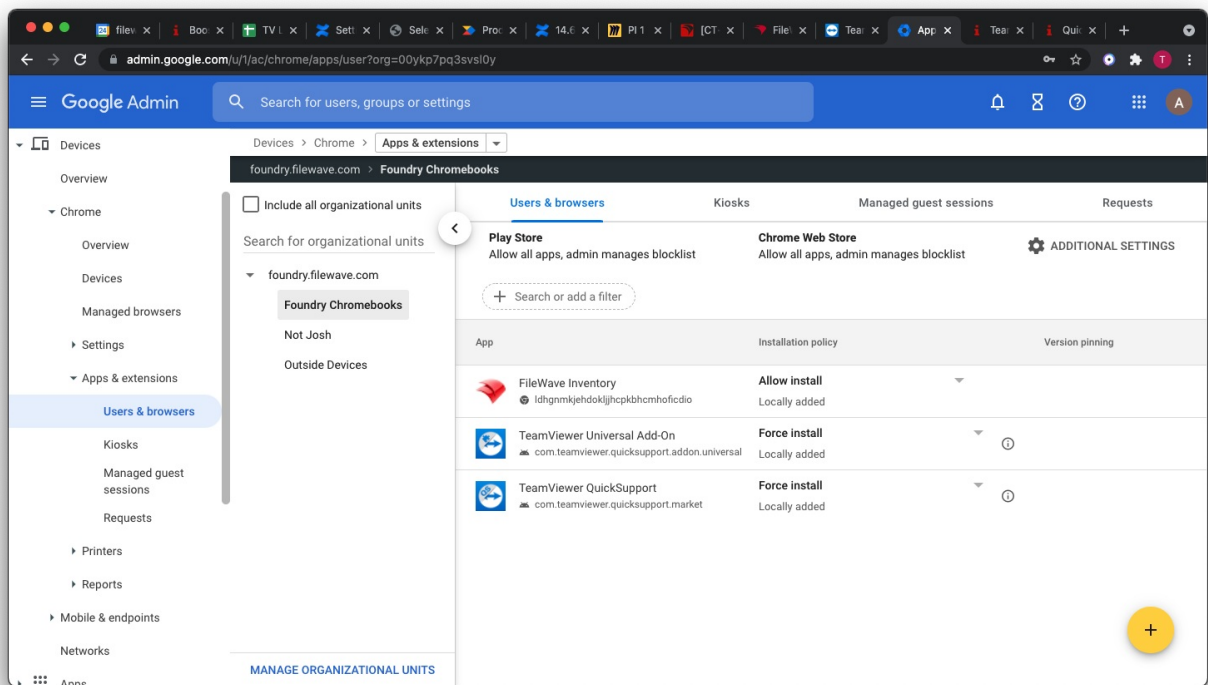 filew
Boo
TV L
Sett
Sele
Proc
14.6
PI 1
[CT-
File
Tear
App
Tear
Quic
admin.google.com/u/1/ac/chrome/apps/user?org=00ykp7pq3svsl0y
T
Google Admin
Search for users, groups or settings
A
Devices
Overview
Chrome
Overview
Devices
Managed browsers
Settings
Apps & extensions
Users & browsers
Kiosks
Managed guest
sessions
Requests
Printers
Reports
Mobile & endpoints
Networks
Apps
Devices > Chrome > Apps & extensions
foundry.filewave.com > Foundry Chromebooks
Include all organizational units
Search for organizational units
foundry.filewave.com
Foundry Chromebooks
Not Josh
Outside Devices
MANAGE ORGANIZATIONAL UNITS
Users & browsers Kiosks Managed guest sessions Requests
Play Store
Allow all apps, admin manages blocklist
Chrome Web Store
Allow all apps, admin manages blocklist
ADDITIONAL SETTINGS
+ Search or add a filter
App Installation policy Version pinning
FileWave Inventory
ldhgnmkjehdokljjhcpkbhcmhoficdio
Allow install
Locally added
TeamViewer Universal Add-On
com.teamviewer.quicksupport.addon.universal
Force install
Locally added
TeamViewer QuickSupport
com.teamviewer.quicksupport.market
Force install
Locally added